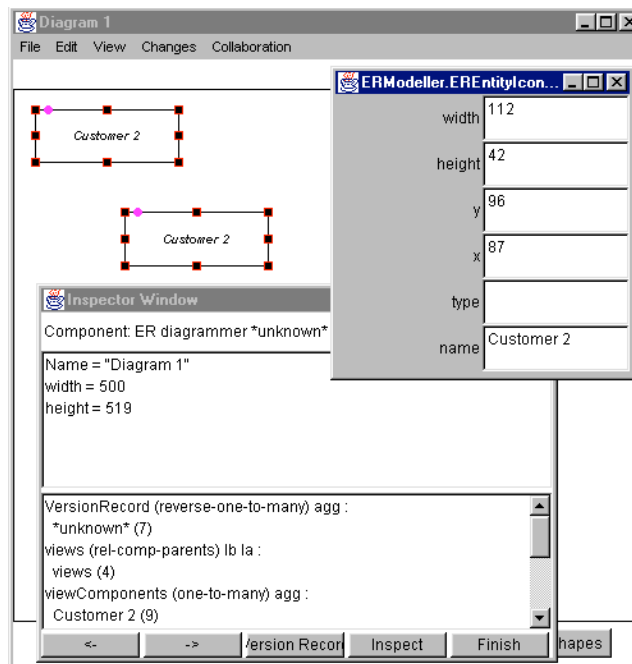 Diagram 1
File Edit View Changes Collaboration
Customer 2
Customer 2
ERModeller.EREntityIcon...
width 112
height 42
y 96
x 87
type
name Customer 2
Inspector Window
Component: ER diagrammer *unknown*
Name = "Diagram 1"
width = 500
height = 519
VersionRecord (reverse-one-to-many) agg :
*unknown* (7)
views (rel-comp-parents) lb la :
views (4)
viewComponents (one-to-many) agg :
Customer 2 (9)
<- -> Version Record Inspect Finish
hapes